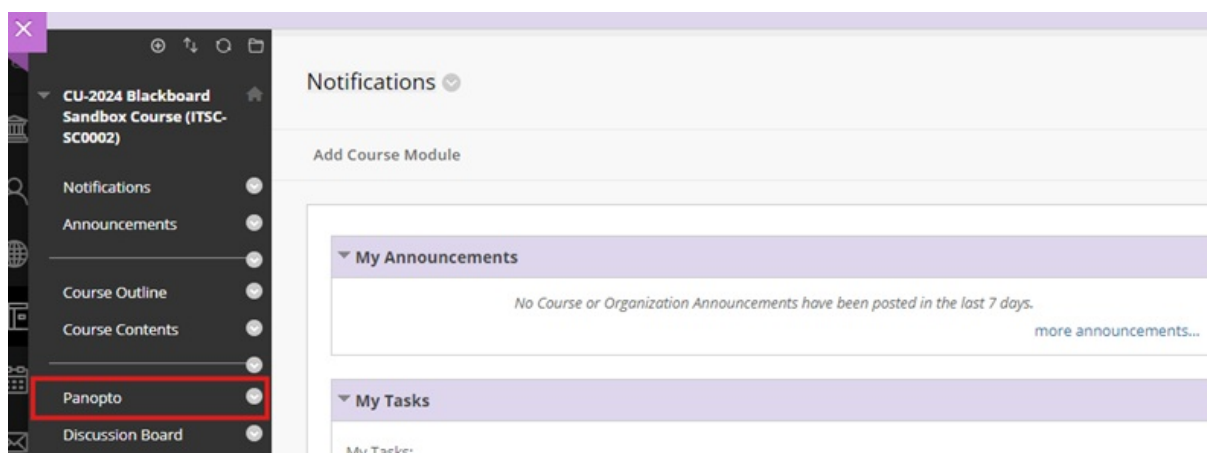 CU-2024 Blackboard
Sandbox Course (ITSC-
SC0002)
Notifications
Announcements
Course Outline
Course Contents
Panopto
Discussion Board
Notifications
Add Course Module
My Announcements
No Course or Organization Announcements have been posted in the last 7 days.
more announcements...
My Tasks
My Tasks: